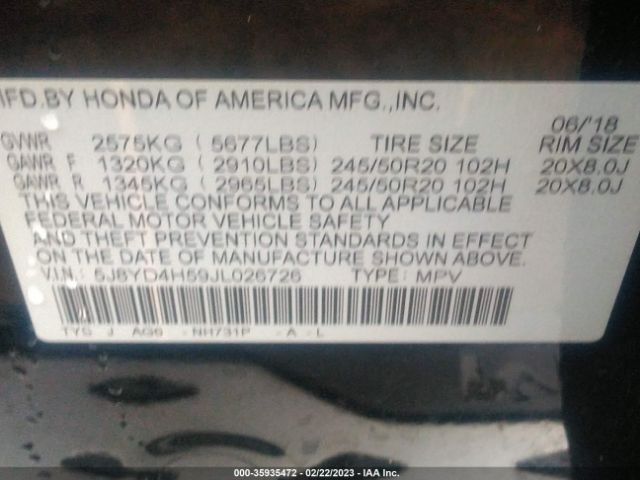 MFD.BY HONDA OF AMERICA MFG.,INC.
06/'18
GVWR 2575KG (5677LBS) TIRE SIZE RIM SIZE
GAWR F 1320KG (2910LBS) 245/50R20 102H 20X8.0J
GAWR R 1345KG (2965LBS) 245/50R20 102H 20X8.0J
THIS VEHICLE CONFORMS TO ALL APPLICABLE
FEDERAL MOTOR VEHICLE SAFETY
AND THEFT PREVENTION STANDARDS IN EFFECT
ON THE DATE OF MANUFACTURE SHOWN ABOVE.
V.I.N.: 5J8YD4H59JL026726 TYPE: MPV
TYS J AG6 - NH731P - A - L
000-35935472 - 02/22/2023 - IAA Inc.